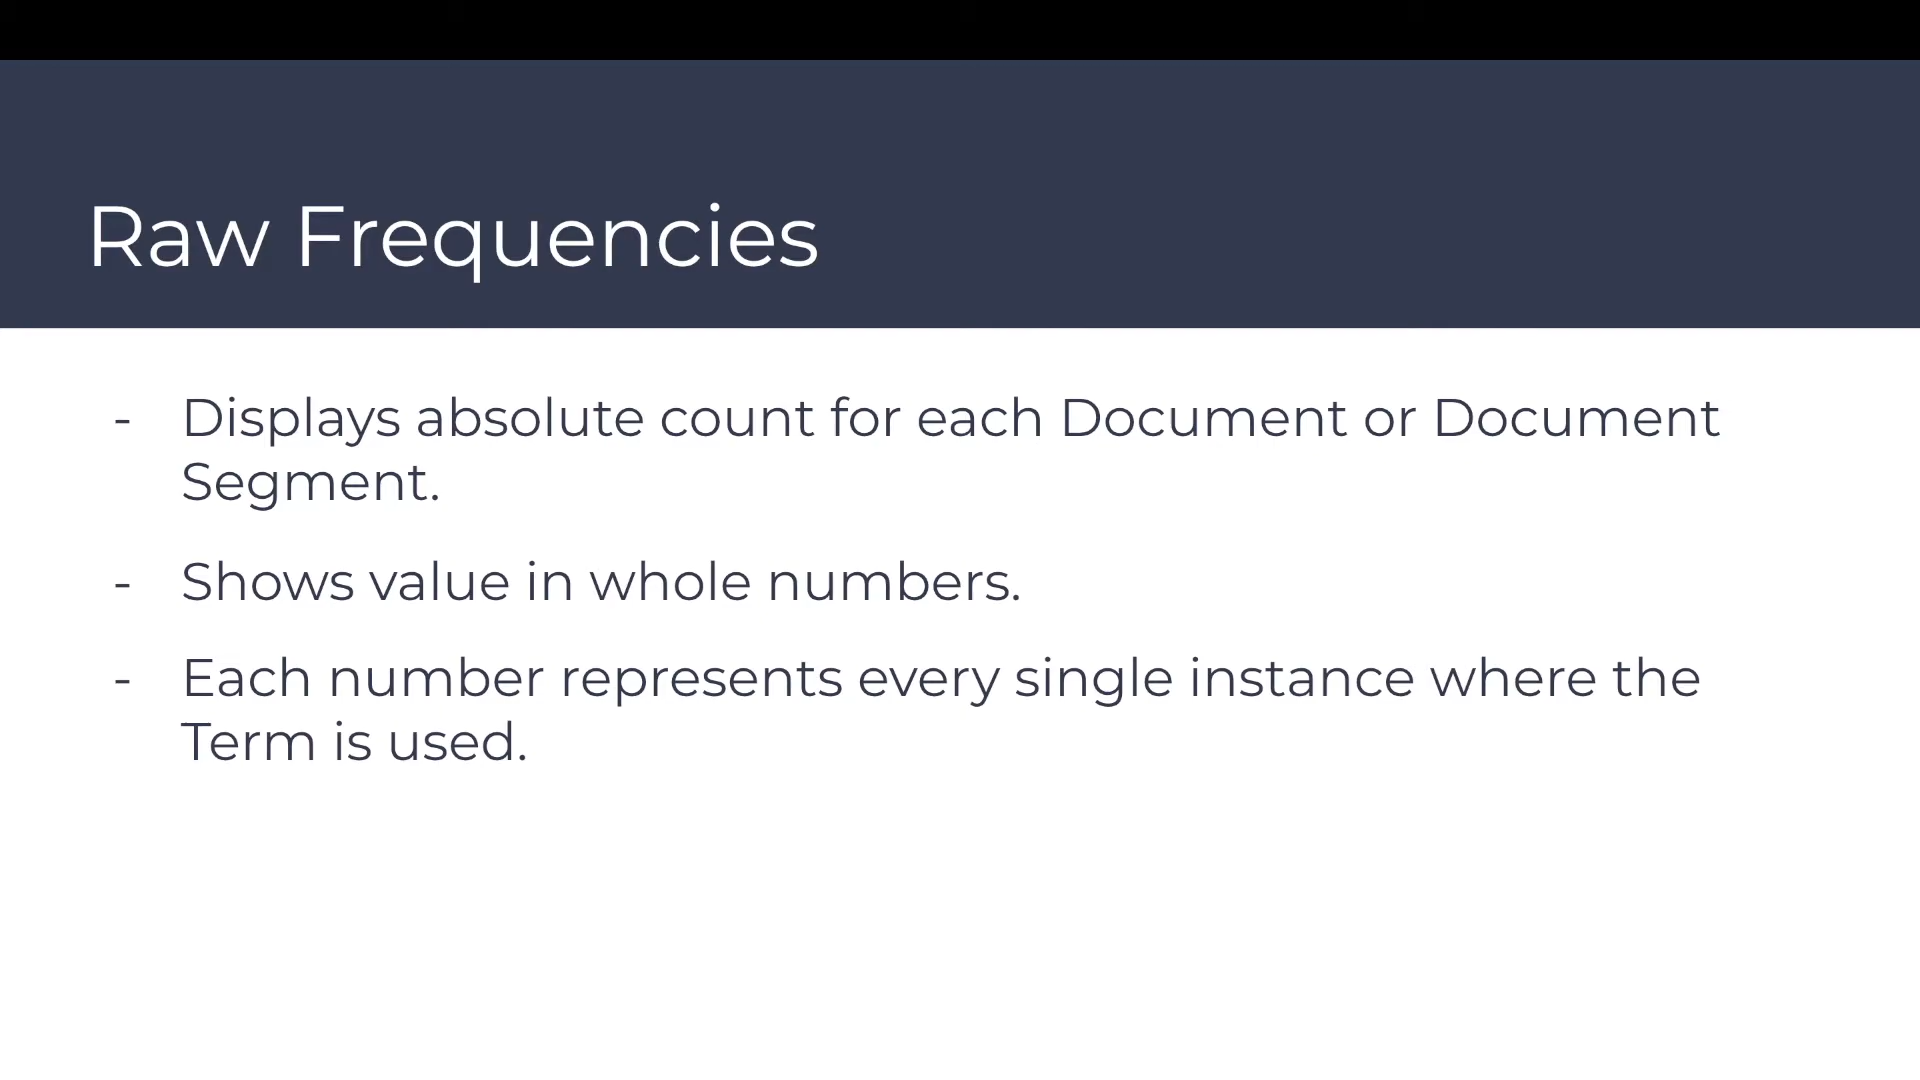 Raw Frequencies
- Displays absolute count for each Document or Document
Segment.
- Shows value in whole numbers.
- Each number represents every single instance where the
Term is used.